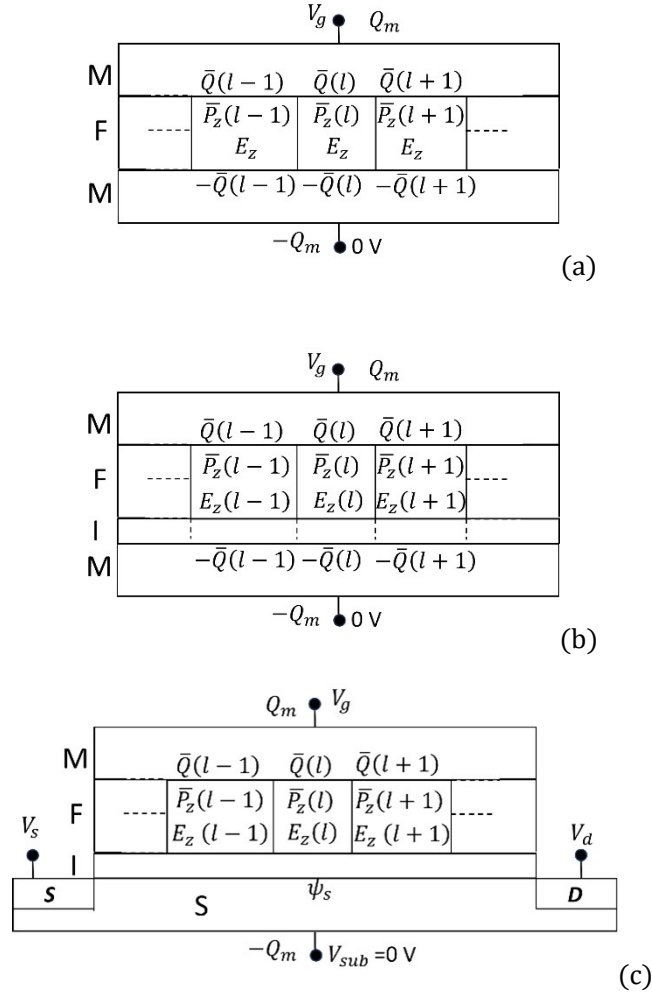 V_g Q_m
M Q̄(l − 1) Q̄(l) Q̄(l + 1)
P̄_z(l − 1) P̄_z(l) P̄_z(l + 1)
F E_z E_z E_z
M −Q̄(l − 1) −Q̄(l) −Q̄(l + 1)
−Q_m 0 V
(a)
V_g Q_m
M Q̄(l − 1) Q̄(l) Q̄(l + 1)
F P̄_z(l − 1) P̄_z(l) P̄_z(l + 1)
E_z(l − 1) E_z(l) E_z(l + 1)
I
M −Q̄(l − 1) −Q̄(l) −Q̄(l + 1)
−Q_m 0 V
(b)
Q_m V_g
M Q̄(l − 1) Q̄(l) Q̄(l + 1)
F P̄_z(l − 1) P̄_z(l) P̄_z(l + 1)
V_s E_z (l − 1) E_z(l) E_z (l + 1) V_d
I
S S ψ_s D
−Q_m V_sub =0 V
(c)